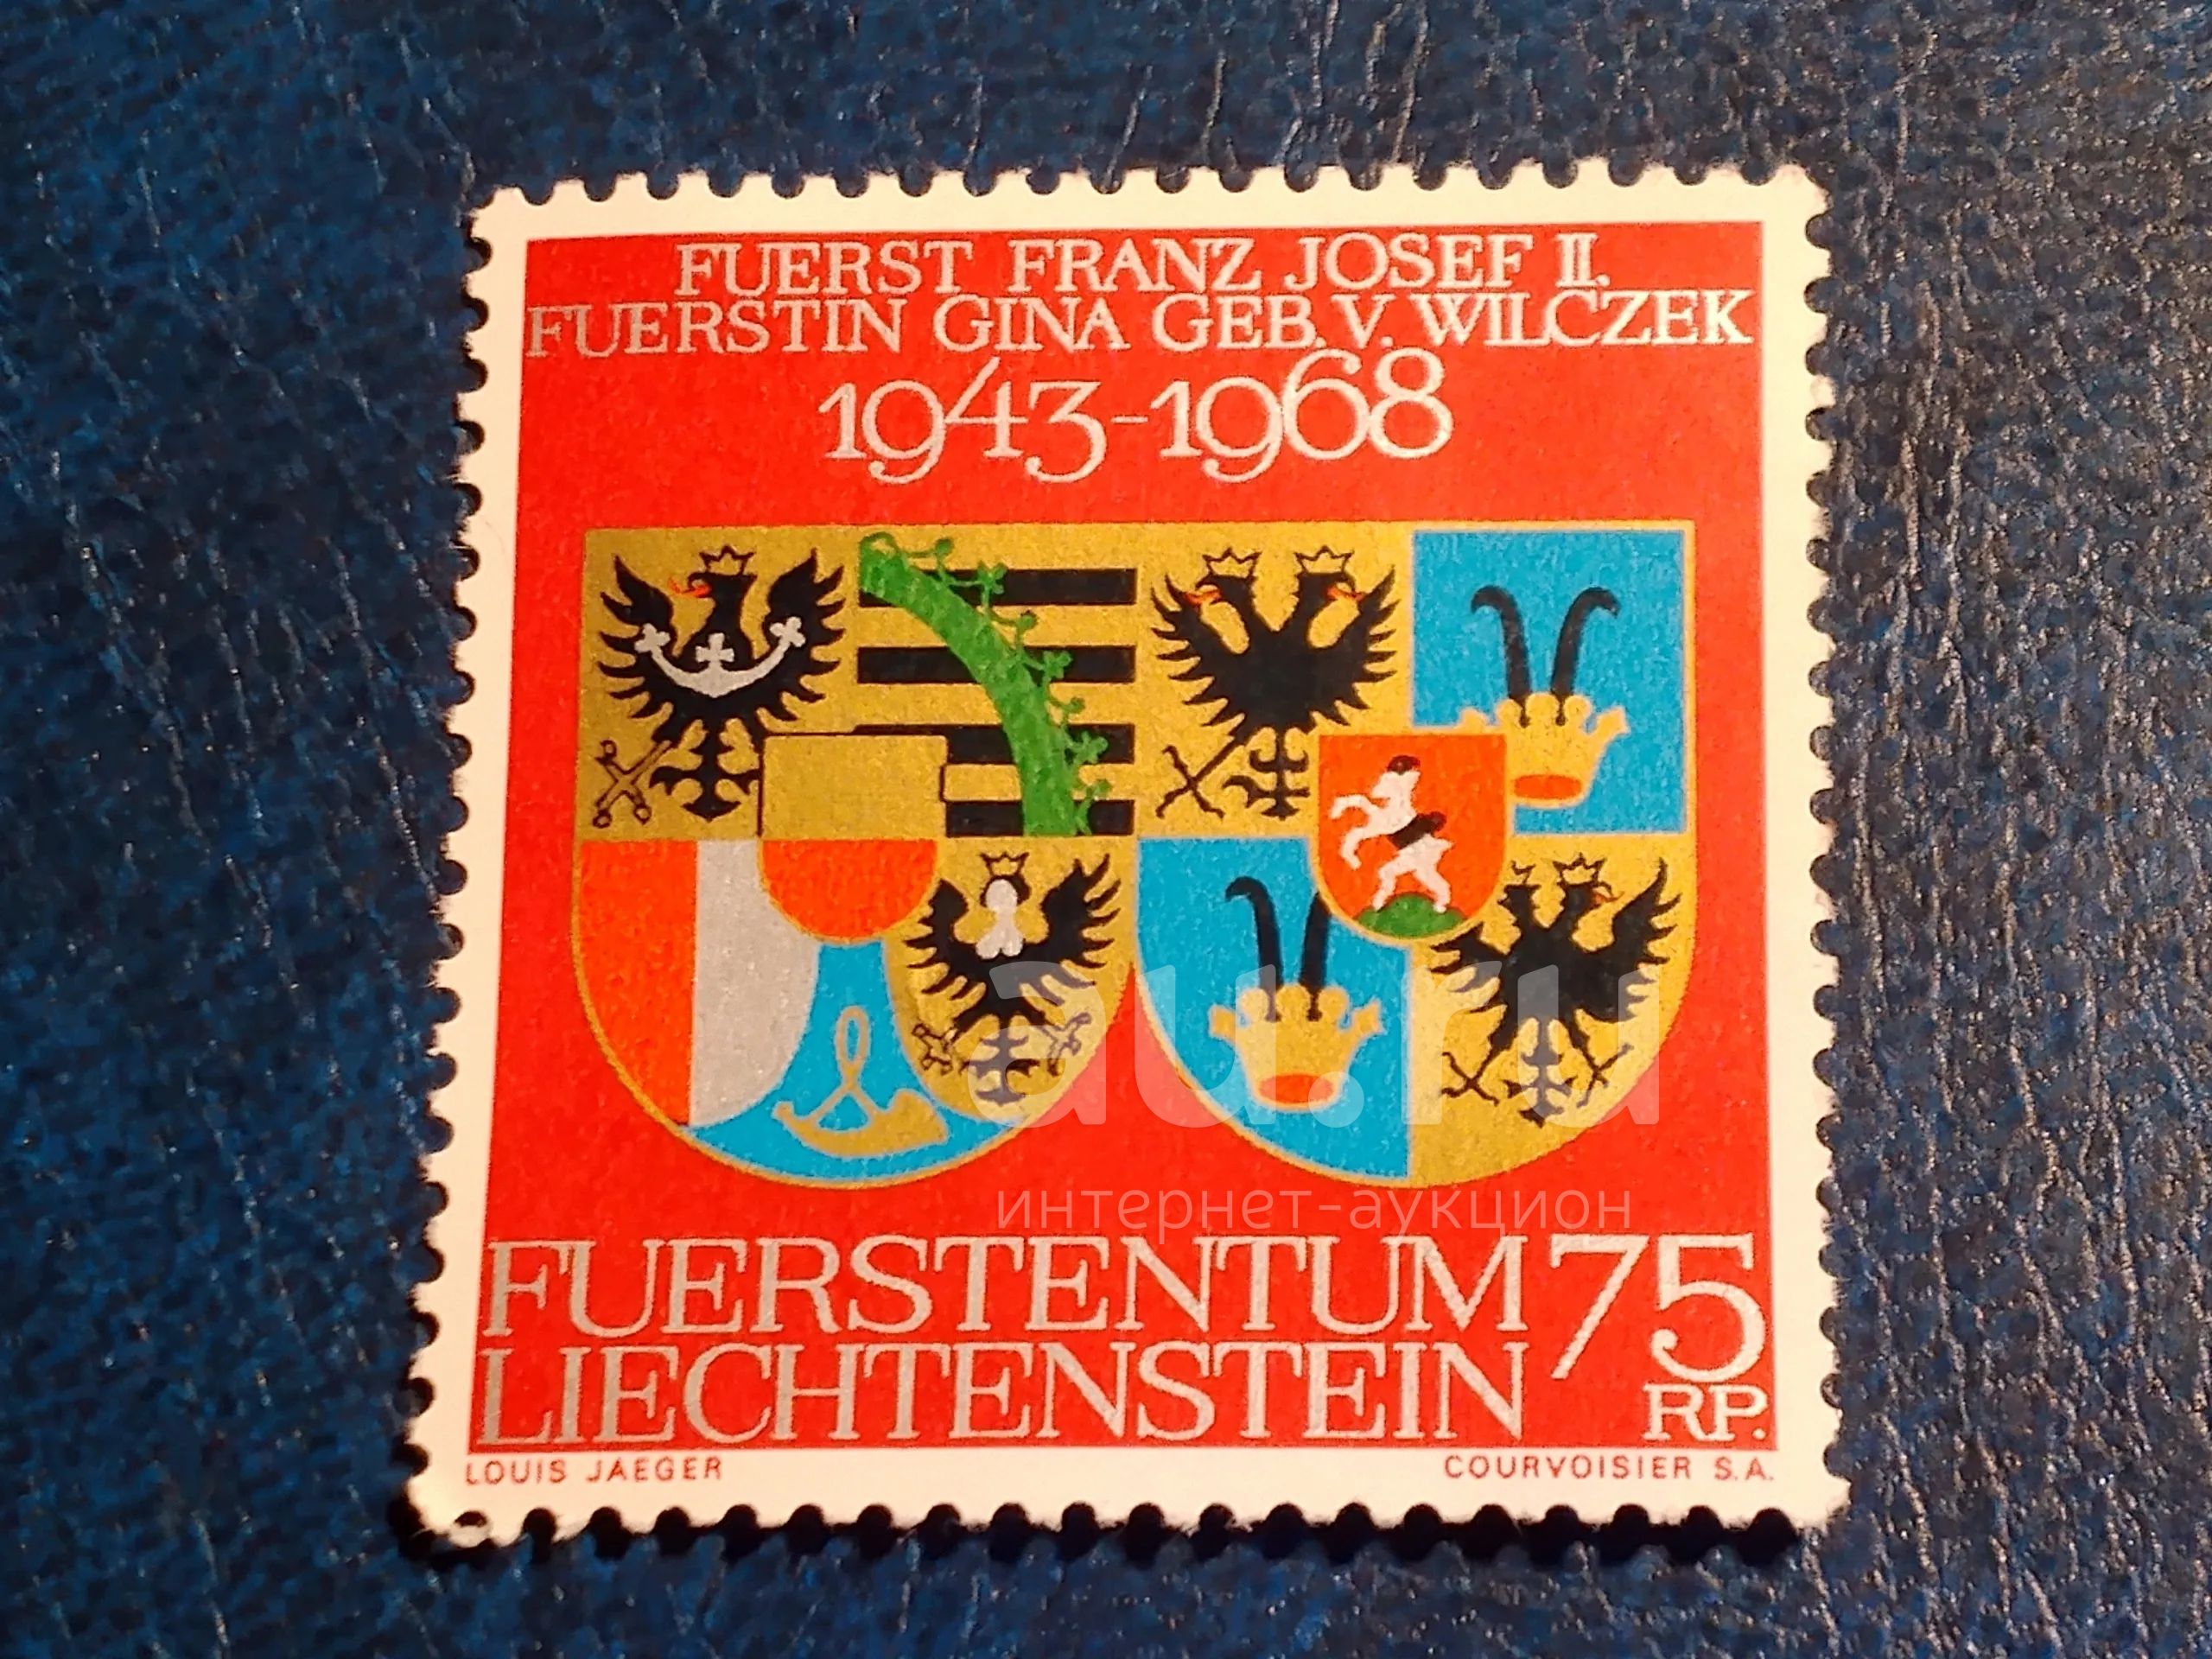 FUERST FRANZ JOSEF II.
FUERSTIN GINA GEB. V. WILCZEK
1943-1968
au.ru
интернет-аукцион
FUERSTENTUM 75
LIECHTENSTEIN RP.
LOUIS JAEGER COURVOISIER S.A.